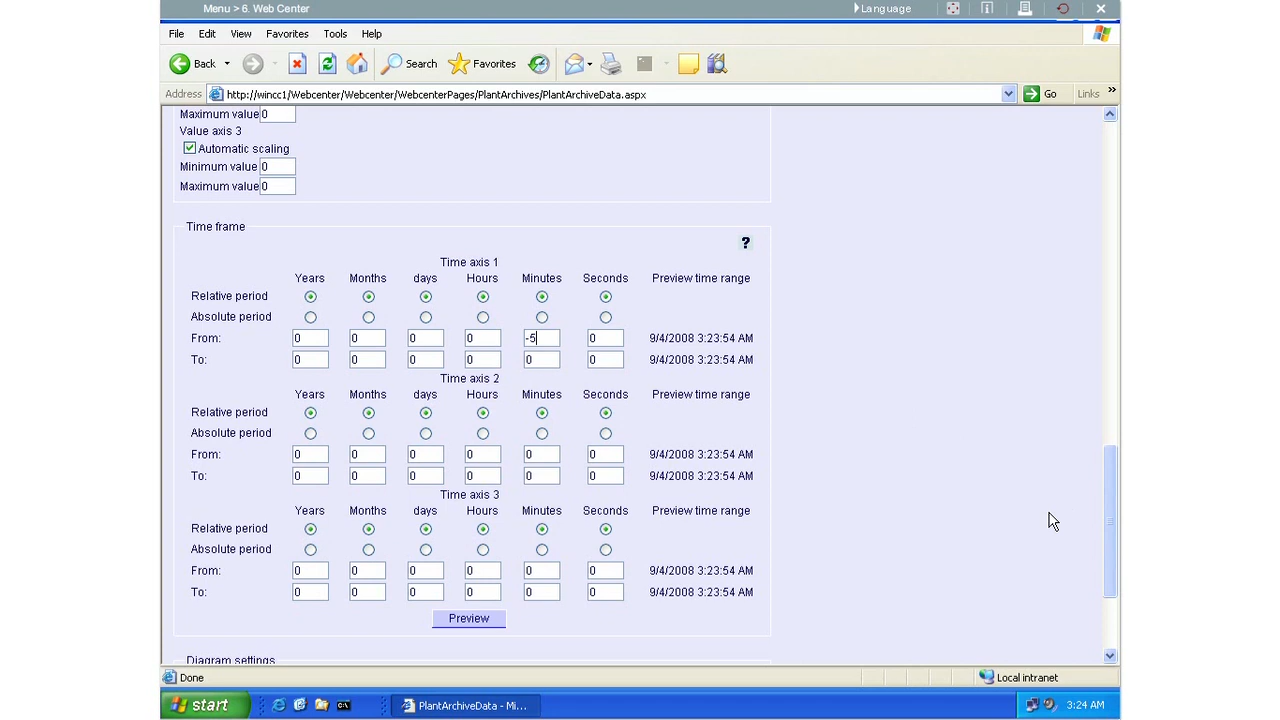 Menu > 6. Web Center Language
File Edit View Favorites Tools Help
Back Search Favorites
Address http://wincc1/Webcenter/Webcenter/WebcenterPages/PlantArchives/PlantArchiveData.aspx Go Links »
Maximum value 0
Value axis 3
Automatic scaling
Minimum value 0
Maximum value 0
Time frame
?
Time axis 1
Years Months days Hours Minutes Seconds Preview time range
Relative period
Absolute period
From: 0 0 0 0 -5 0 9/4/2008 3:23:54 AM
To: 0 0 0 0 0 0 9/4/2008 3:23:54 AM
Time axis 2
Years Months days Hours Minutes Seconds Preview time range
Relative period
Absolute period
From: 0 0 0 0 0 0 9/4/2008 3:23:54 AM
To: 0 0 0 0 0 0 9/4/2008 3:23:54 AM
Time axis 3
Years Months days Hours Minutes Seconds Preview time range
Relative period
Absolute period
From: 0 0 0 0 0 0 9/4/2008 3:23:54 AM
To: 0 0 0 0 0 0 9/4/2008 3:23:54 AM
Preview
Diagram settings
Done Local intranet
start PlantArchiveData - Mi... 3:24 AM